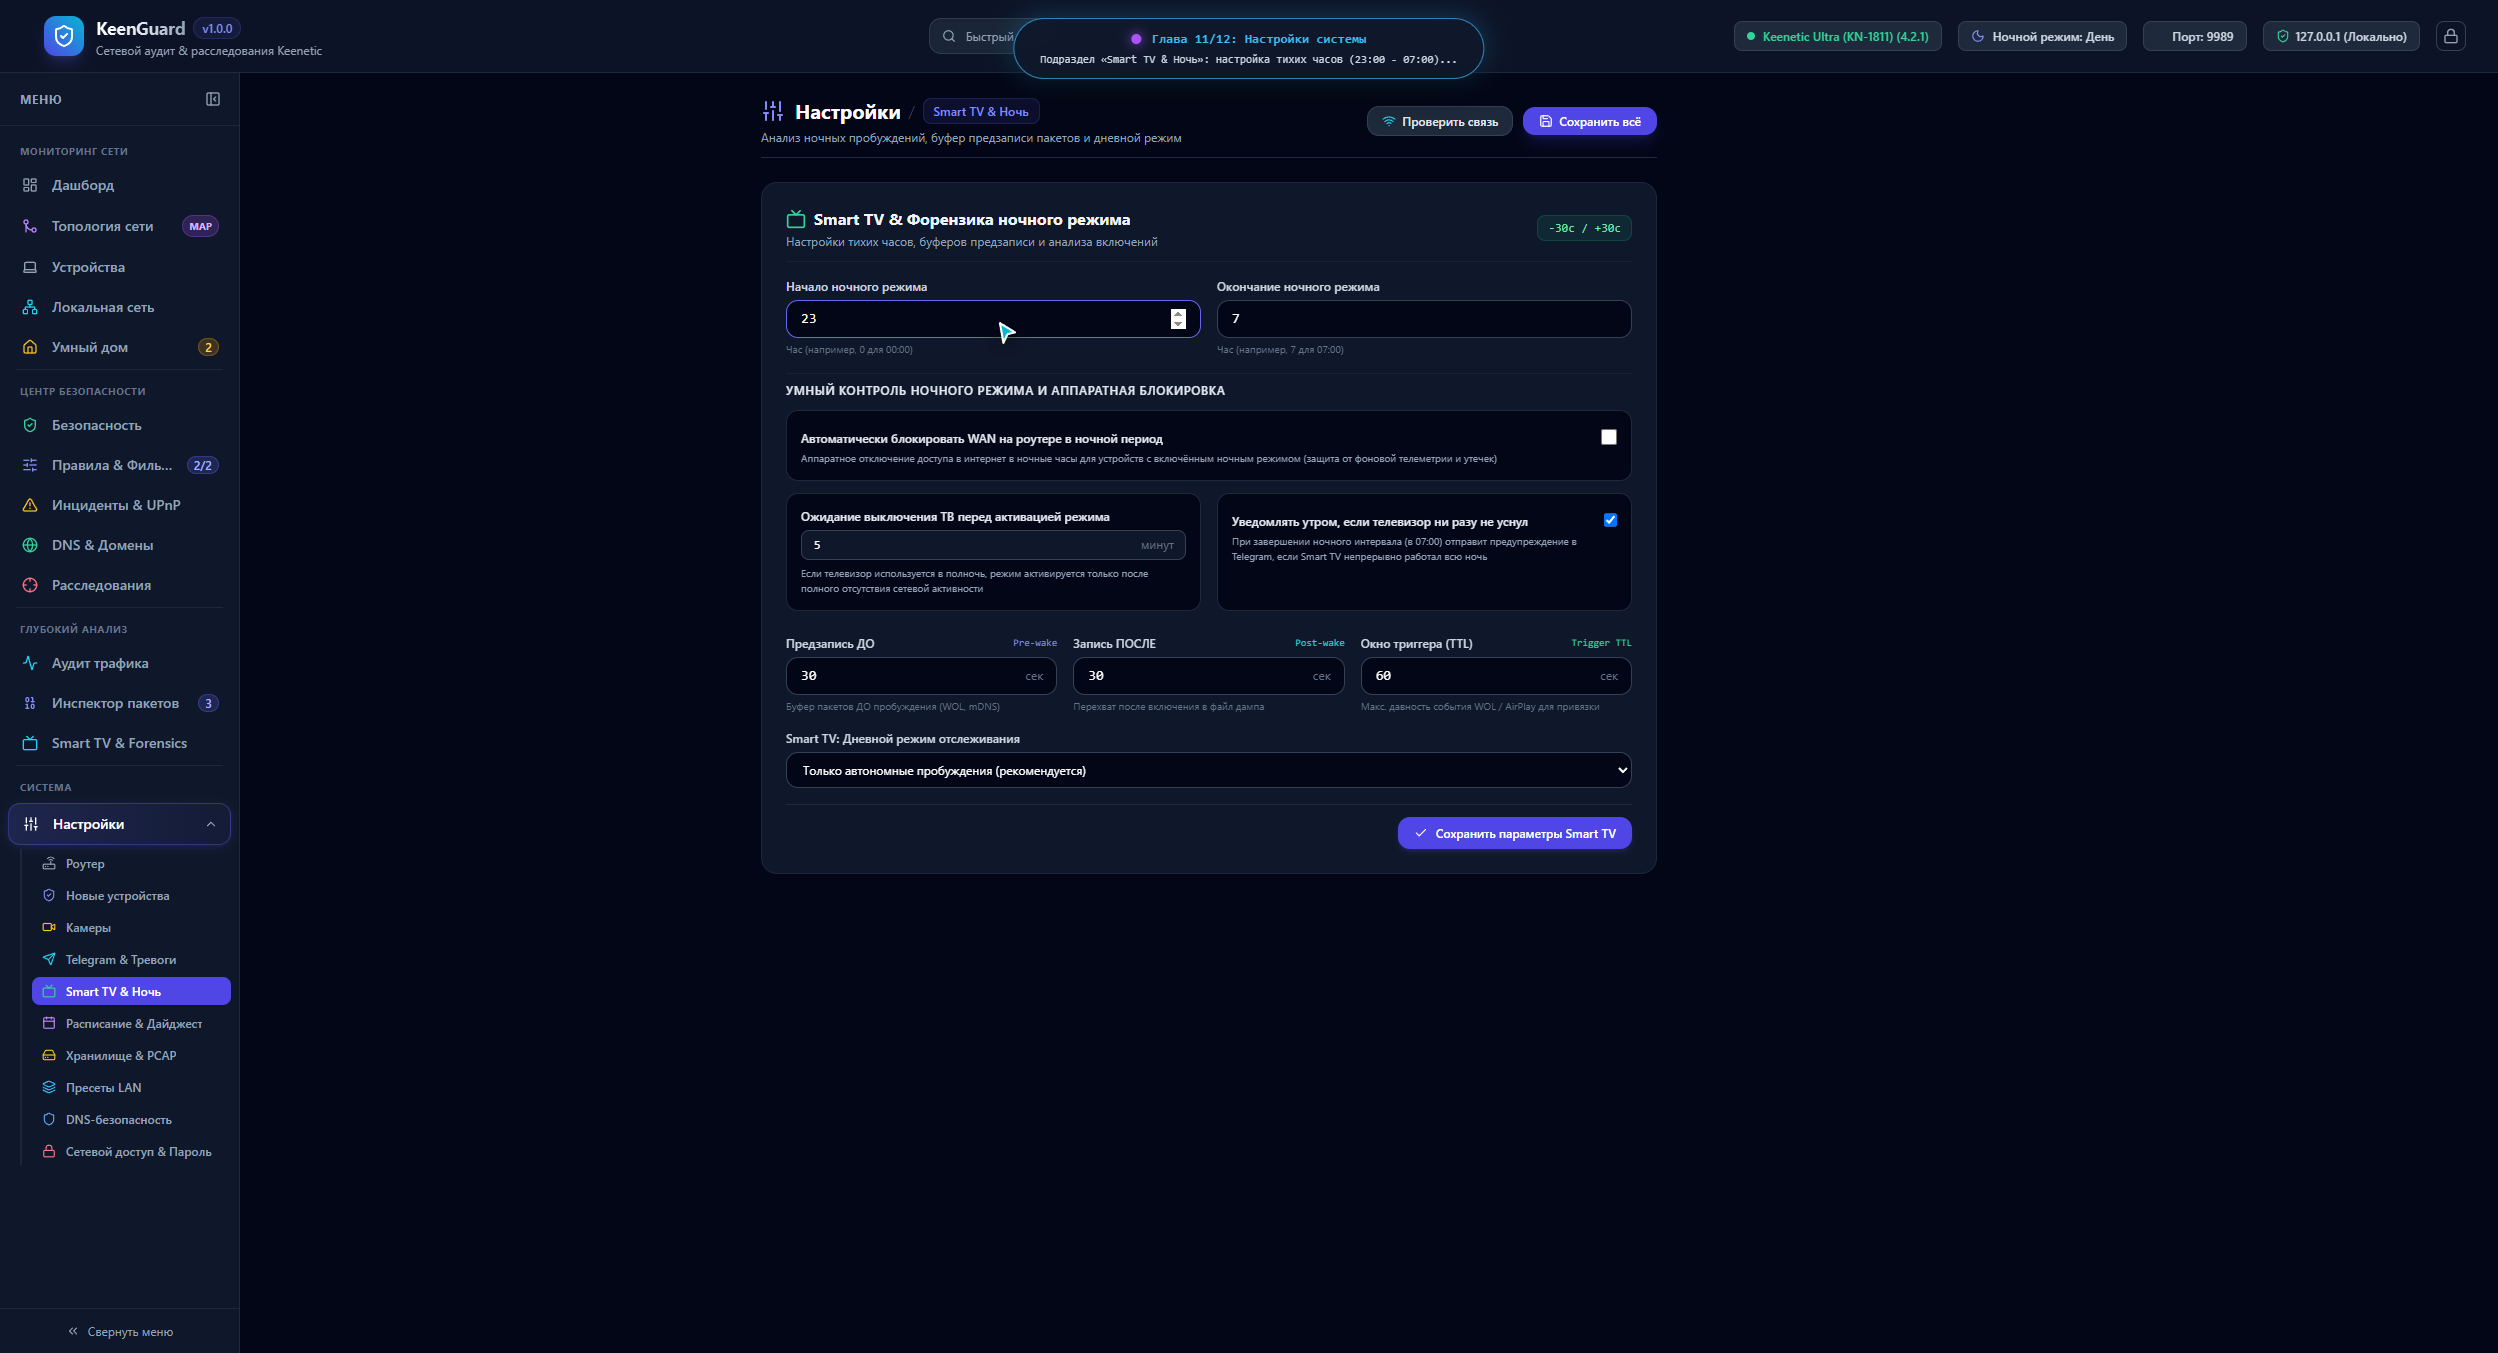 KeenGuard v1.0.0
Сетевой аудит & расследования Keenetic
Быстрый
Глава 11/12: Настройки системы
Подраздел «Smart TV & Ночь»: настройка тихих часов (23:00 - 07:00)...
Keenetic Ultra (KN-1811) (4.2.1)
Ночной режим: День
Порт: 9989
127.0.0.1 (Локально)
МЕНЮ
МОНИТОРИНГ СЕТИ
Дашборд
Топология сети MAP
Устройства
Локальная сеть
Умный дом 2
ЦЕНТР БЕЗОПАСНОСТИ
Безопасность
Правила & Филь... 2/2
Инциденты & UPnP
DNS & Домены
Расследования
ГЛУБОКИЙ АНАЛИЗ
Аудит трафика
Инспектор пакетов 3
Smart TV & Forensics
СИСТЕМА
Настройки
Роутер
Новые устройства
Камеры
Telegram & Тревоги
Smart TV & Ночь
Расписание & Дайджест
Хранилище & PCAP
Пресеты LAN
DNS-безопасность
Сетевой доступ & Пароль
Свернуть меню
Настройки / Smart TV & Ночь
Анализ ночных пробуждений, буфер предзаписи пакетов и дневной режим
Проверить связь
Сохранить всё
Smart TV & Форензика ночного режима
Настройки тихих часов, буферов предзаписи и анализа включений
-30с / +30с
Начало ночного режима
23
Час (например, 0 для 00:00)
Окончание ночного режима
7
Час (например, 7 для 07:00)
УМНЫЙ КОНТРОЛЬ НОЧНОГО РЕЖИМА И АППАРАТНАЯ БЛОКИРОВКА
Автоматически блокировать WAN на роутере в ночной период
Аппаратное отключение доступа в интернет в ночные часы для устройств с включённым ночным режимом (защита от фоновой телеметрии и утечек)
Ожидание выключения ТВ перед активацией режима
5 минут
Если телевизор используется в полночь, режим активируется только после
полного отсутствия сетевой активности
Уведомлять утром, если телевизор ни разу не уснул
При завершении ночного интервала (в 07:00) отправит предупреждение в
Telegram, если Smart TV непрерывно работал всю ночь
Предзапись ДО Pre-wake
30 сек
Буфер пакетов ДО пробуждения (WOL, mDNS)
Запись ПОСЛЕ Post-wake
30 сек
Перехват после включения в файл дампа
Окно триггера (TTL) Trigger TTL
60 сек
Макс. давность события WOL / AirPlay для привязки
Smart TV: Дневной режим отслеживания
Только автономные пробуждения (рекомендуется)
Сохранить параметры Smart TV